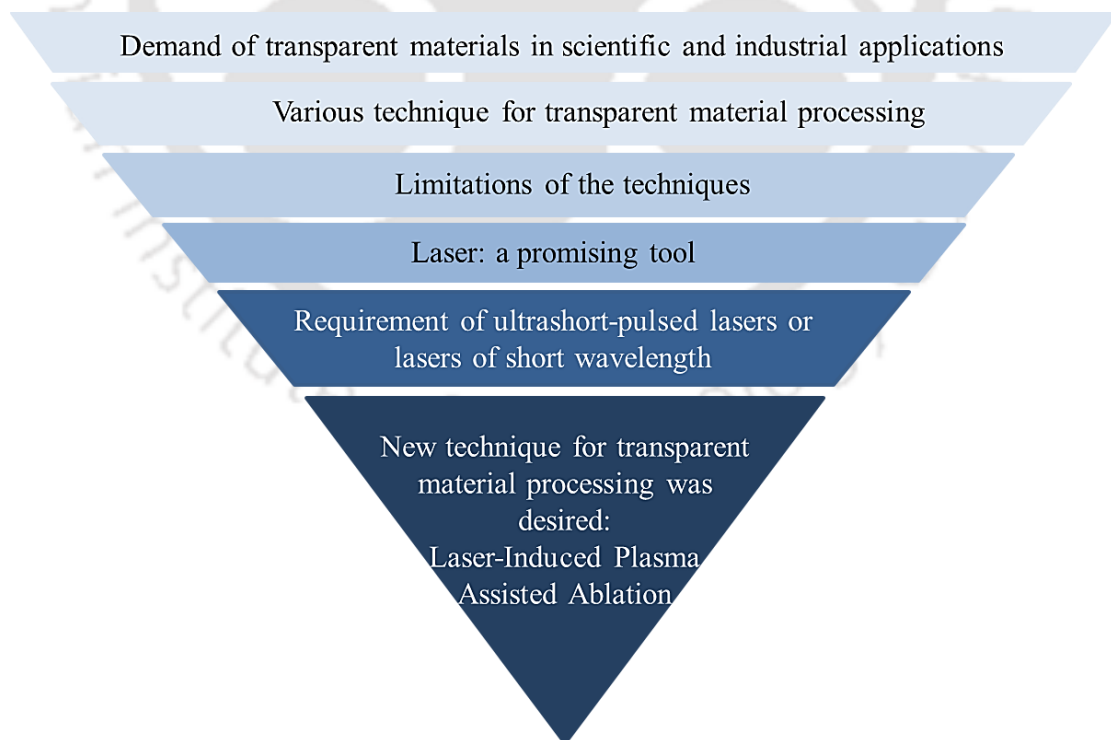 Demand of transparent materials in scientific and industrial applications
Various technique for transparent material processing
Limitations of the techniques
Laser: a promising tool
Requirement of ultrashort-pulsed lasers or
lasers of short wavelength
New technique for transparent
material processing was
desired:
Laser-Induced Plasma
Assisted Ablation